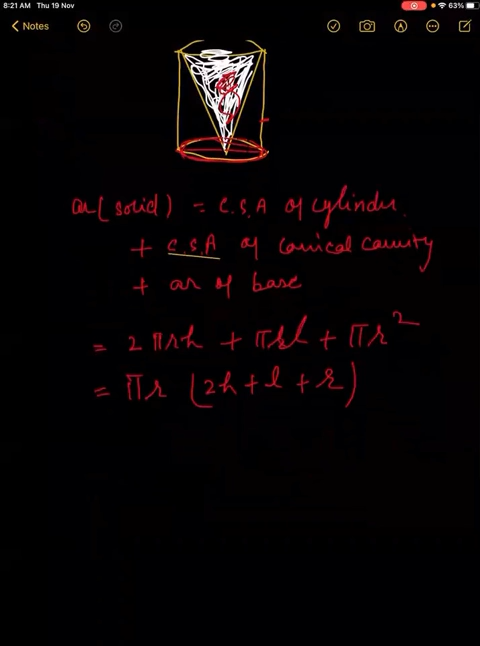 8:21 AM Thu 19 Nov
63%
Notes
ar (solid) = C.S.A of cylinder.
+ C.S.A of conical cavity
+ ar of base
= 2πrh + πrl + πr²
= πr (2h + l + r)